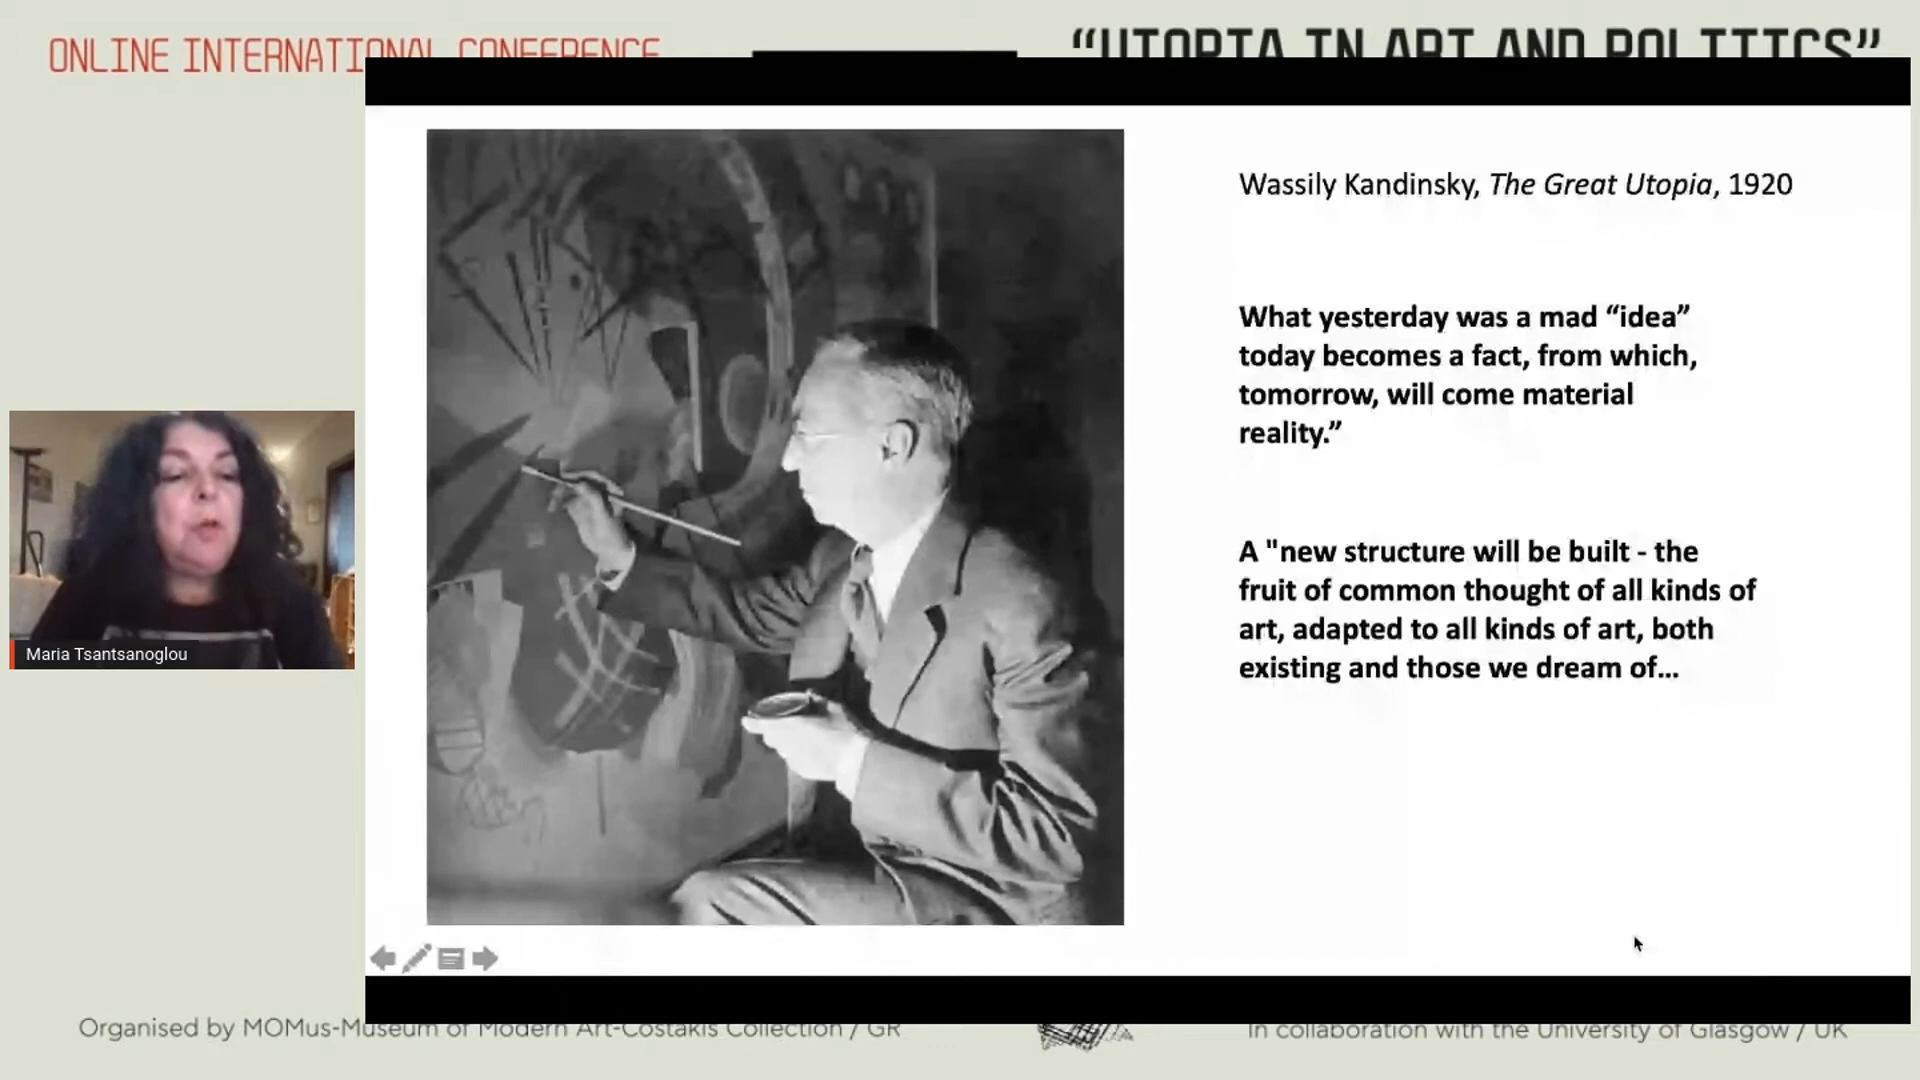 ONLINE INTERNATIONAL CONFERENCE
“UTOPIA IN ART AND POLITICS”
Wassily Kandinsky, The Great Utopia, 1920
What yesterday was a mad “idea”
today becomes a fact, from which,
tomorrow, will come material
reality.”
A "new structure will be built - the
fruit of common thought of all kinds of
art, adapted to all kinds of art, both
existing and those we dream of...
Maria Tsantsanoglou
Organised by MOMus-Museum of Modern Art-Costakis Collection / GR
In collaboration with the University of Glasgow / UK